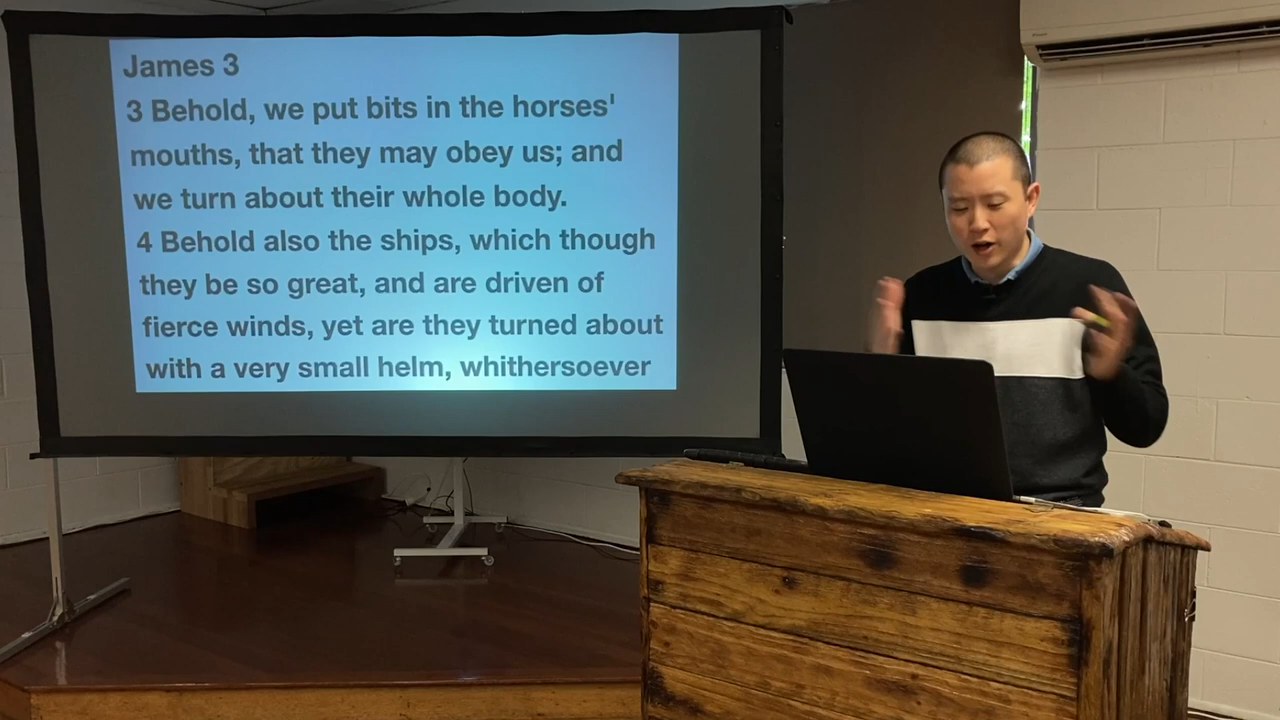 James 3
3 Behold, we put bits in the horses'
mouths, that they may obey us; and
we turn about their whole body.
4 Behold also the ships, which though
they be so great, and are driven of
fierce winds, yet are they turned about
with a very small helm, whithersoever